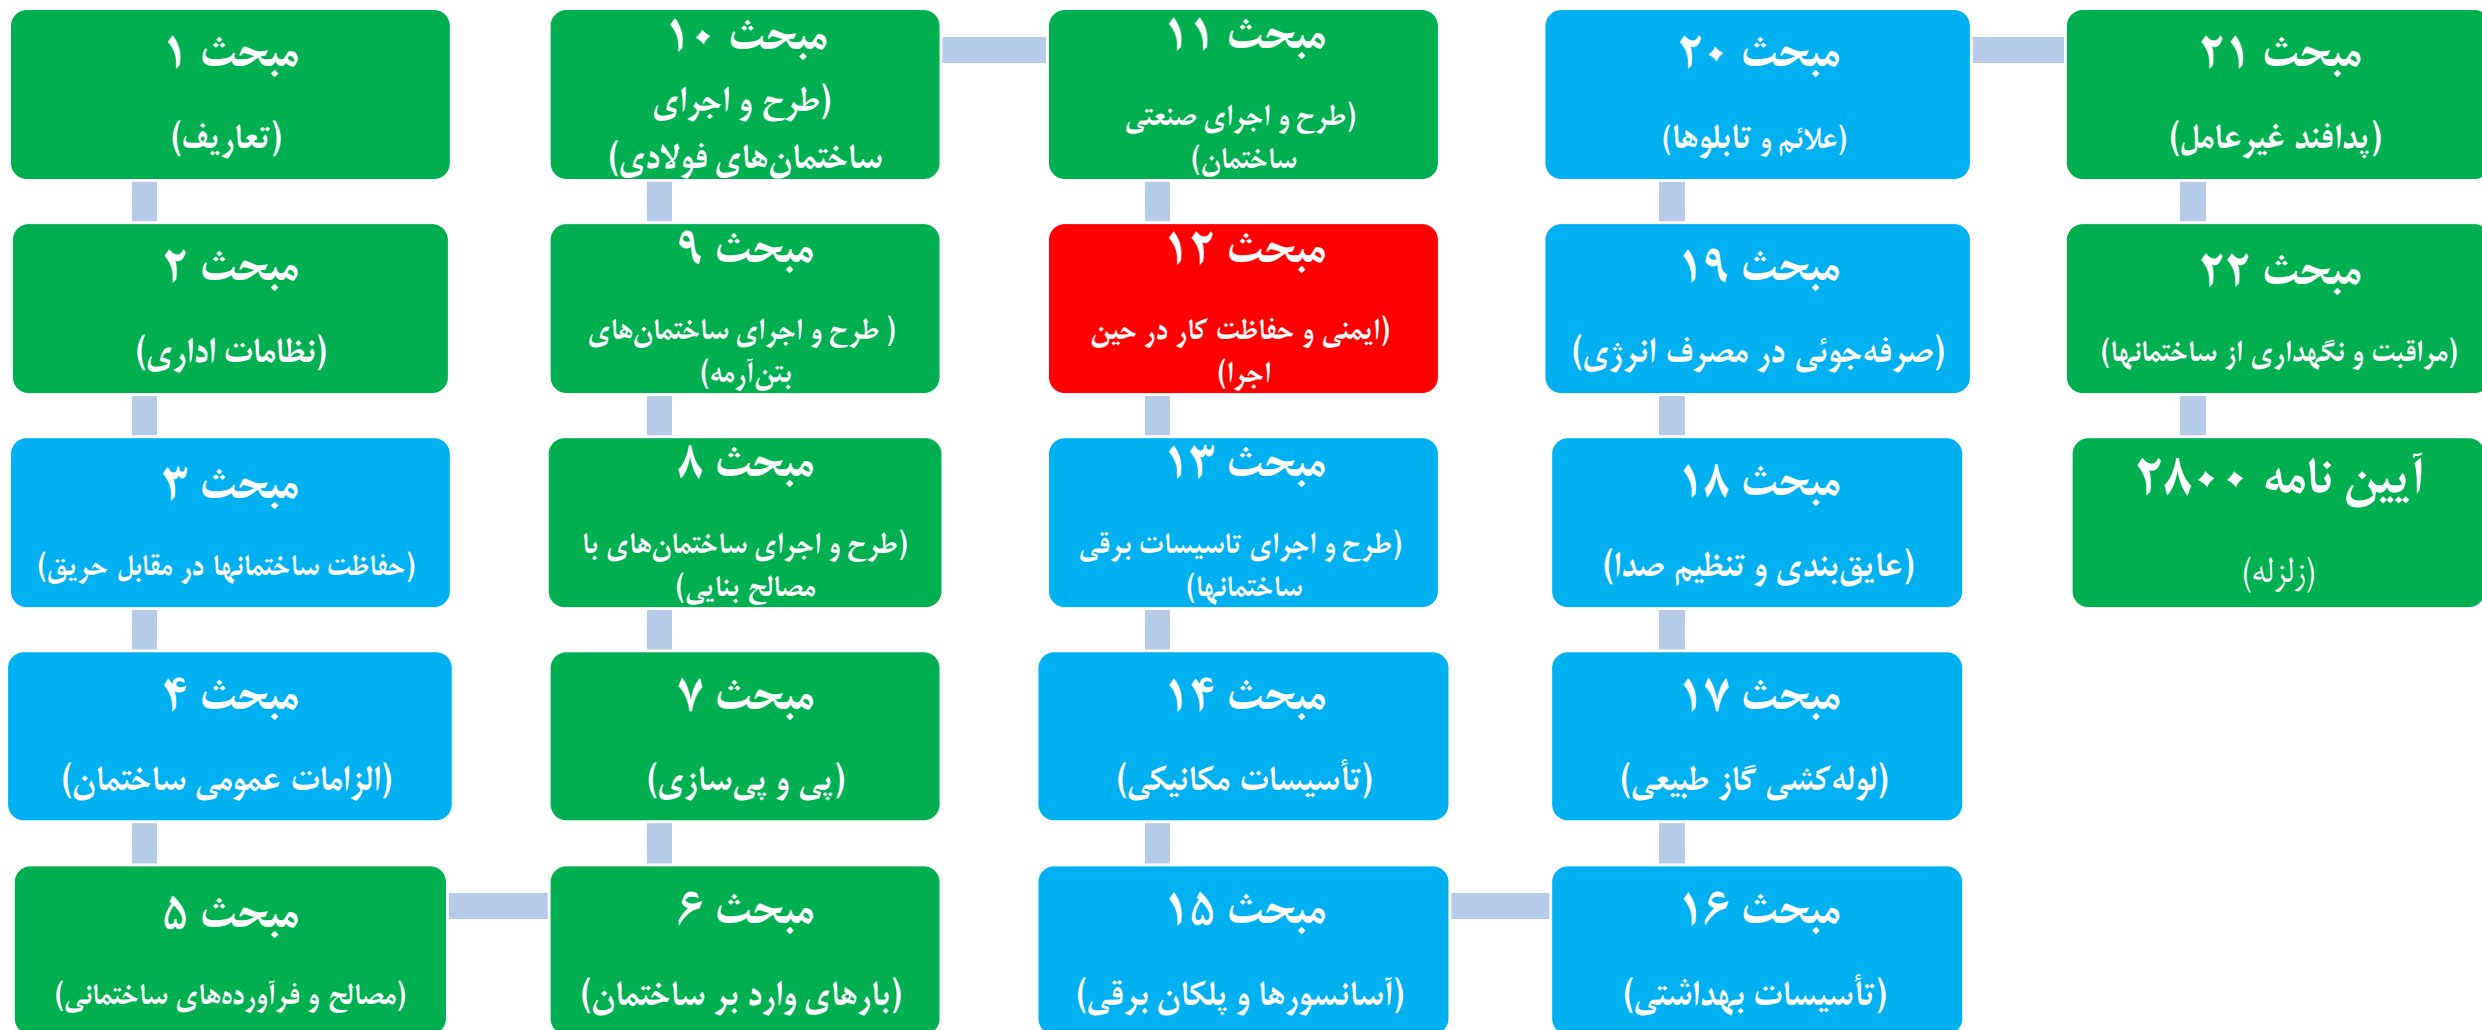 مبحث ۱
(تعاریف)
مبحث ۲
(نظامات اداری)
مبحث ۳
(حفاظت ساختمانها در مقابل حریق)
مبحث ۴
(الزامات عمومی ساختمان)
مبحث ۵
(مصالح و فرآورده‌های ساختمانی)
مبحث ۶
(بارهای وارد بر ساختمان)
مبحث ۷
(پی و پی‌سازی)
مبحث ۸
(طرح و اجرای ساختمان‌های با
مصالح بنایی)
مبحث ۹
( طرح و اجرای ساختمان‌های
بتن‌آرمه)
مبحث ۱۰
(طرح و اجرای
ساختمان‌های فولادی)
مبحث ۱۱
(طرح و اجرای صنعتی
ساختمان)
مبحث ۱۲
(ایمنی و حفاظت کار در حین
اجرا)
مبحث ۱۳
(طرح و اجرای تاسیسات برقی
ساختمانها)
مبحث ۱۴
(تأسیسات مکانیکی)
مبحث ۱۵
(آسانسورها و پلکان برقی)
مبحث ۱۶
(تأسیسات بهداشتی)
مبحث ۱۷
(لوله‌کشی گاز طبیعی)
مبحث ۱۸
(عایق‌بندی و تنظیم صدا)
مبحث ۱۹
(صرفه‌جوئی در مصرف انرژی)
مبحث ۲۰
(علائم و تابلوها)
مبحث ۲۱
(پدافند غیرعامل)
مبحث ۲۲
(مراقبت و نگهداری از ساختمانها)
آیین نامه ۲۸۰۰
(زلزله)